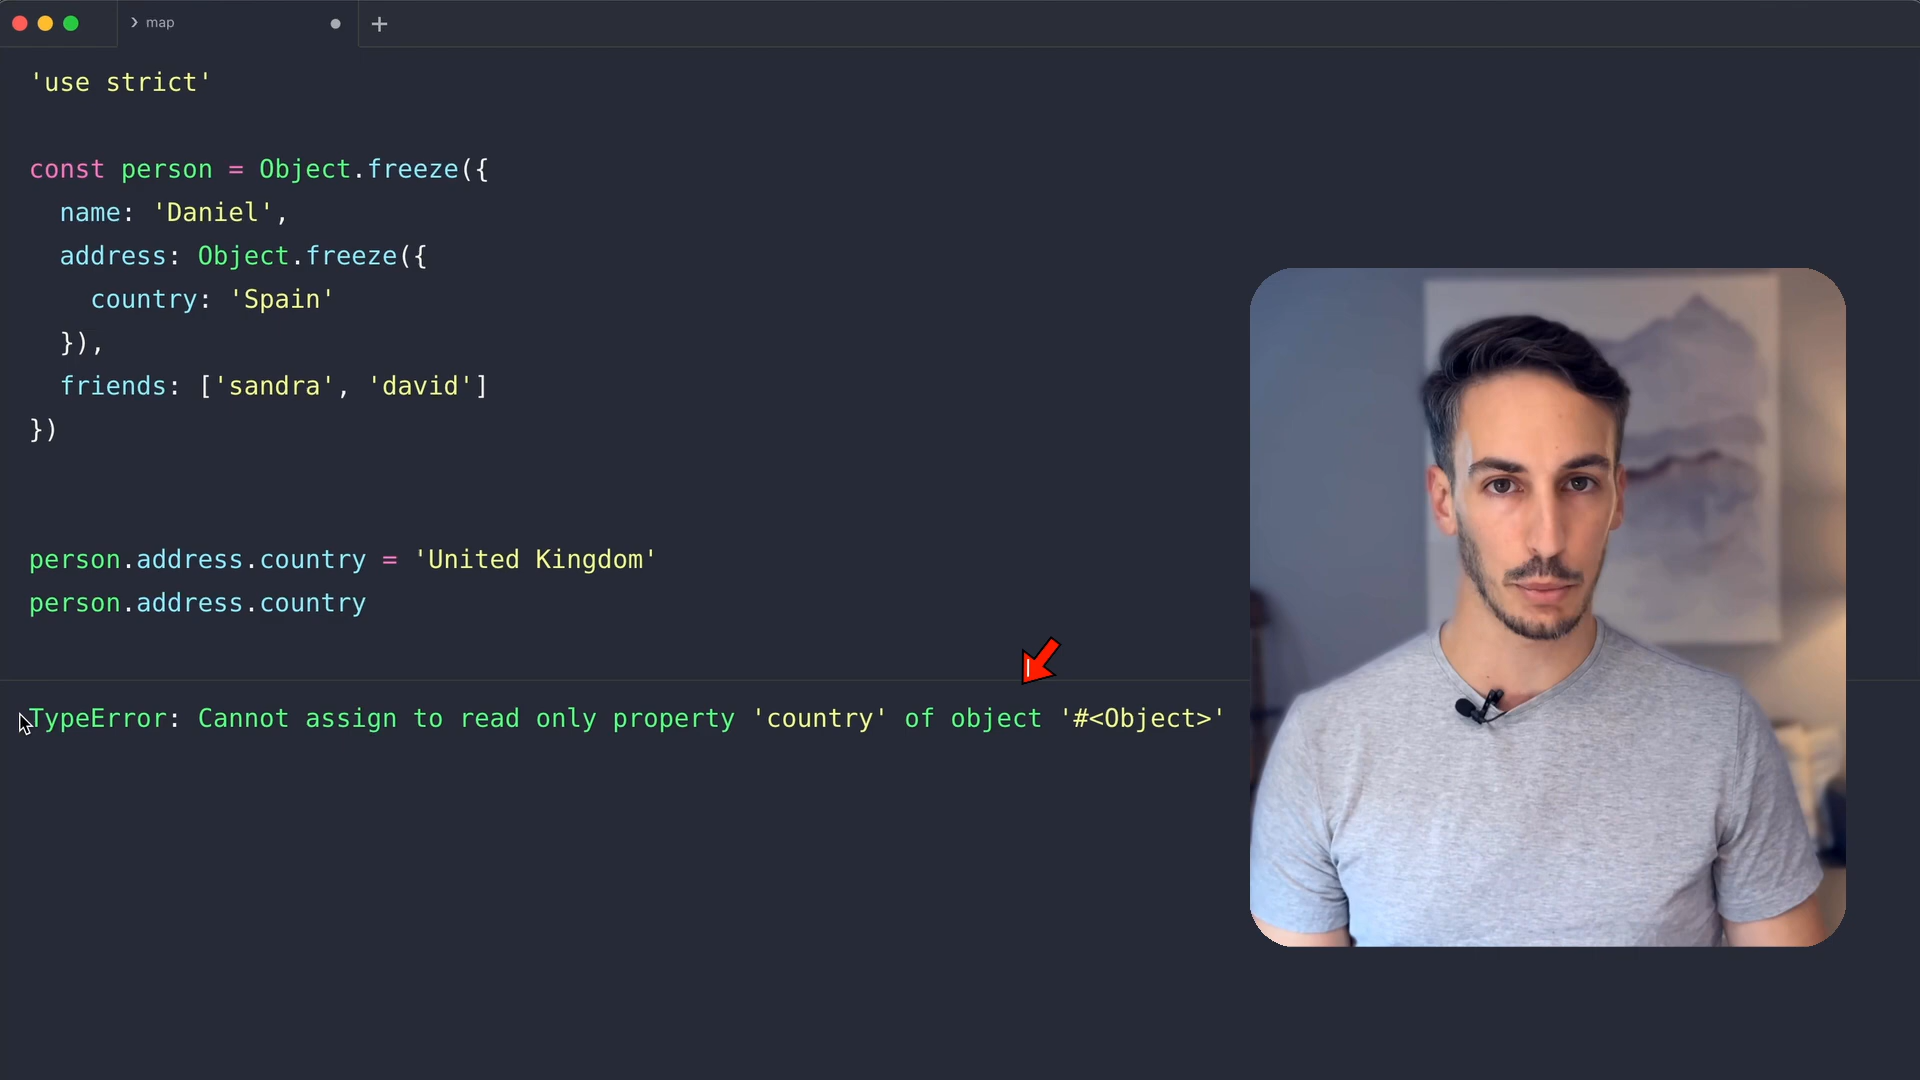 map
'use strict'
const person = Object.freeze({
  name: 'Daniel',
  address: Object.freeze({
    country: 'Spain'
  }),
  friends: ['sandra', 'david']
})
person.address.country = 'United Kingdom'
person.address.country
TypeError: Cannot assign to read only property 'country' of object '#<Object>'